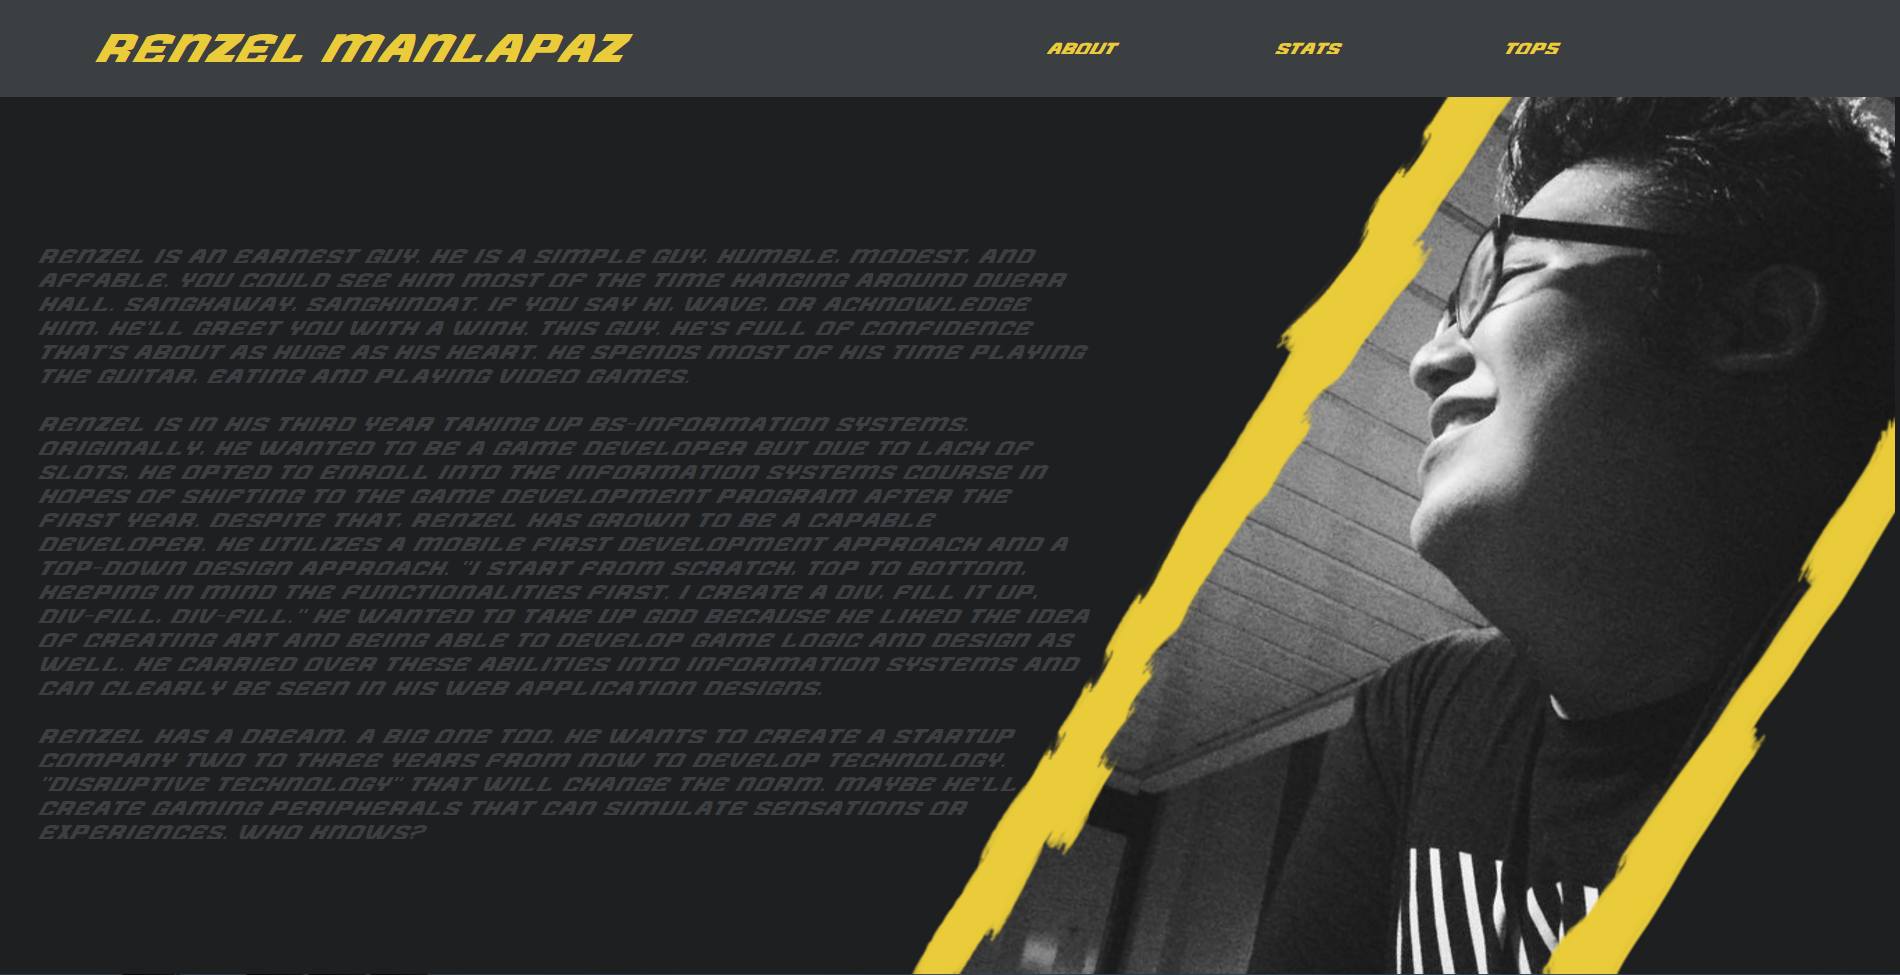 RENZEL MANLAPAZ
ABOUT STATS TOPS
RENZEL IS AN EARNEST GUY. HE IS A SIMPLE GUY, HUMBLE, MODEST, AND
AFFABLE. YOU COULD SEE HIM MOST OF THE TIME HANGING AROUND DUERR
HALL. SANGKAWAY, SANGKINDAT. IF YOU SAY HI, WAVE, OR ACKNOWLEDGE
HIM, HE'LL GREET YOU WITH A WINK. THIS GUY, HE'S FULL OF CONFIDENCE
THAT'S ABOUT AS HUGE AS HIS HEART. HE SPENDS MOST OF HIS TIME PLAYING
THE GUITAR, EATING AND PLAYING VIDEO GAMES.
RENZEL IS IN HIS THIRD YEAR TAKING UP BS-INFORMATION SYSTEMS.
ORIGINALLY, HE WANTED TO BE A GAME DEVELOPER BUT DUE TO LACK OF
SLOTS, HE OPTED TO ENROLL INTO THE INFORMATION SYSTEMS COURSE IN
HOPES OF SHIFTING TO THE GAME DEVELOPMENT PROGRAM AFTER THE
FIRST YEAR. DESPITE THAT, RENZEL HAS GROWN TO BE A CAPABLE
DEVELOPER. HE UTILIZES A MOBILE FIRST DEVELOPMENT APPROACH AND A
TOP-DOWN DESIGN APPROACH. "I START FROM SCRATCH, TOP TO BOTTOM,
KEEPING IN MIND THE FUNCTIONALITIES FIRST. I CREATE A DIV, FILL IT UP,
DIV-FILL, DIV-FILL." HE WANTED TO TAKE UP GDD BECAUSE HE LIKED THE IDEA
OF CREATING ART AND BEING ABLE TO DEVELOP GAME LOGIC AND DESIGN AS
WELL. HE CARRIED OVER THESE ABILITIES INTO INFORMATION SYSTEMS AND
CAN CLEARLY BE SEEN IN HIS WEB APPLICATION DESIGNS.
RENZEL HAS A DREAM. A BIG ONE TOO. HE WANTS TO CREATE A STARTUP
COMPANY TWO TO THREE YEARS FROM NOW TO DEVELOP TECHNOLOGY.
"DISRUPTIVE TECHNOLOGY" THAT WILL CHANGE THE NORM. MAYBE HE'LL
CREATE GAMING PERIPHERALS THAT CAN SIMULATE SENSATIONS OR
EXPERIENCES. WHO KNOWS?